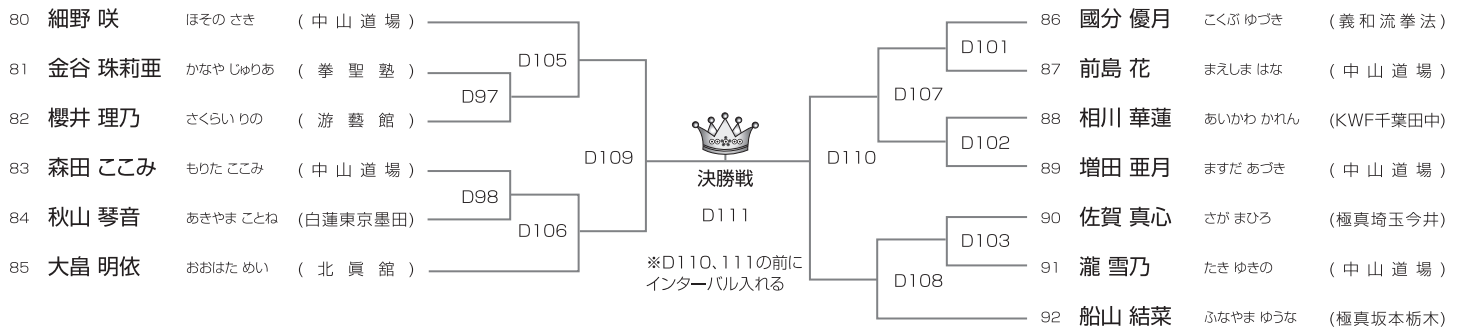 80 細野 咲 ほそのさき (中山道場)
81 金谷 珠莉亜 かなや じゅりあ (拳聖塾)
82 櫻井 理乃 さくらい りの (游藝館)
83 森田 ここみ もりた ここみ (中山道場)
84 秋山 琴音 あきやま ことね (白蓮東京墨田)
85 大畠 明依 おおはた めい (北眞舘)
D105
D97
D109
D98
D106
決勝戦
D111
※D110、111の前に
インターバル入れる
D101
D107
D110
D102
D103
D108
86 國分 優月 こくぶ ゆづき (義和流拳法)
87 前島 花 まえしま はな (中山道場)
88 相川 華蓮 あいかわ かれん (KWF千葉田中)
89 増田 亜月 ますだ あづき (中山道場)
90 佐賀 真心 さが まひろ (極真埼玉今井)
91 瀧 雪乃 たき ゆきの (中山道場)
92 船山 結菜 ふなやま ゆうな (極真坂本栃木)